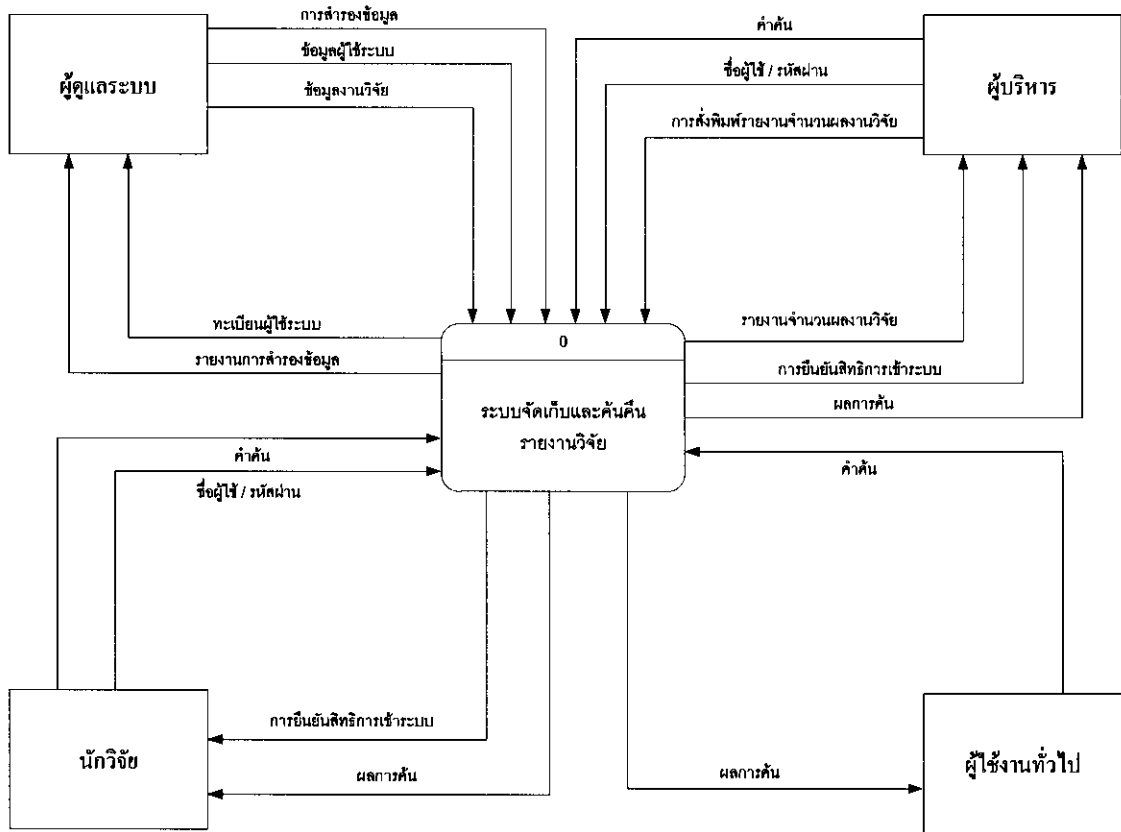 การสำรองข้อมูล
ข้อมูลผู้ใช้ระบบ
ข้อมูลงานวิจัย
ผู้ดูแลระบบ
คำค้น
ชื่อผู้ใช้ / รหัสผ่าน
การสั่งพิมพ์รายงานจำนวนผลงานวิจัย
ผู้บริหาร
ทะเบียนผู้ใช้ระบบ
รายงานการสำรองข้อมูล
0
ระบบจัดเก็บและค้นคืน
รายงานวิจัย
รายงานจำนวนผลงานวิจัย
การยืนยันสิทธิการเข้าระบบ
ผลการค้น
คำค้น
ชื่อผู้ใช้ / รหัสผ่าน
คำค้น
นักวิจัย
การยืนยันสิทธิการเข้าระบบ
ผลการค้น
ผลการค้น
ผู้ใช้งานทั่วไป